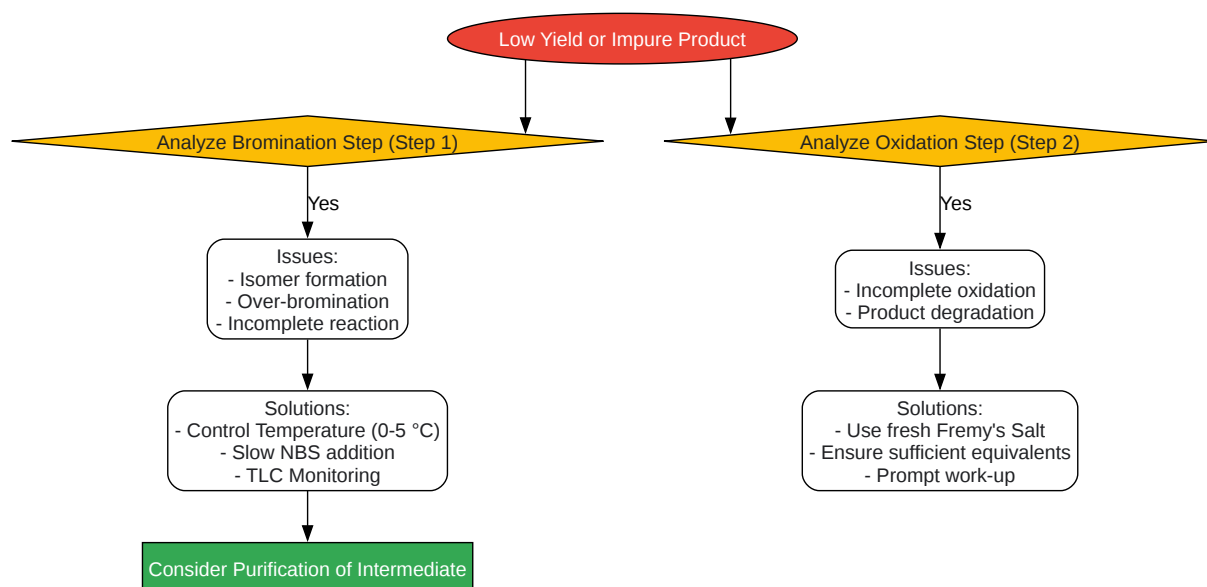 Low Yield or Impure Product
Analyze Bromination Step (Step 1)
Analyze Oxidation Step (Step 2)
Yes
Yes
Issues:
- Isomer formation
- Over-bromination
- Incomplete reaction
Issues:
- Incomplete oxidation
- Product degradation
Solutions:
- Control Temperature (0-5 °C)
- Slow NBS addition
- TLC Monitoring
Solutions:
- Use fresh Fremy's Salt
- Ensure sufficient equivalents
- Prompt work-up
Consider Purification of Intermediate